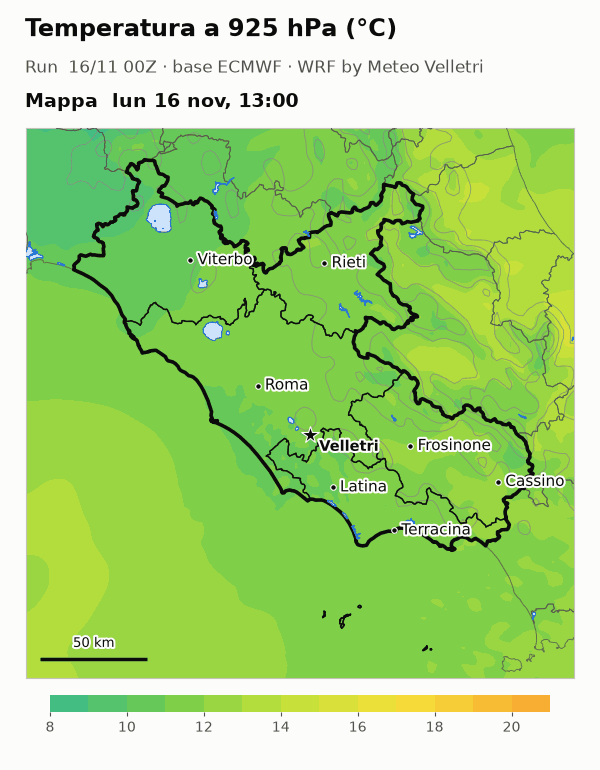 Temperatura a 925 hPa (°C)
Run  16/11 00Z · base ECMWF · WRF by Meteo Velletri
Mappa  lun 16 nov, 13:00
Viterbo
Rieti
Roma
Velletri
Frosinone
Cassino
Latina
Terracina
50 km
8 10 12 14 16 18 20